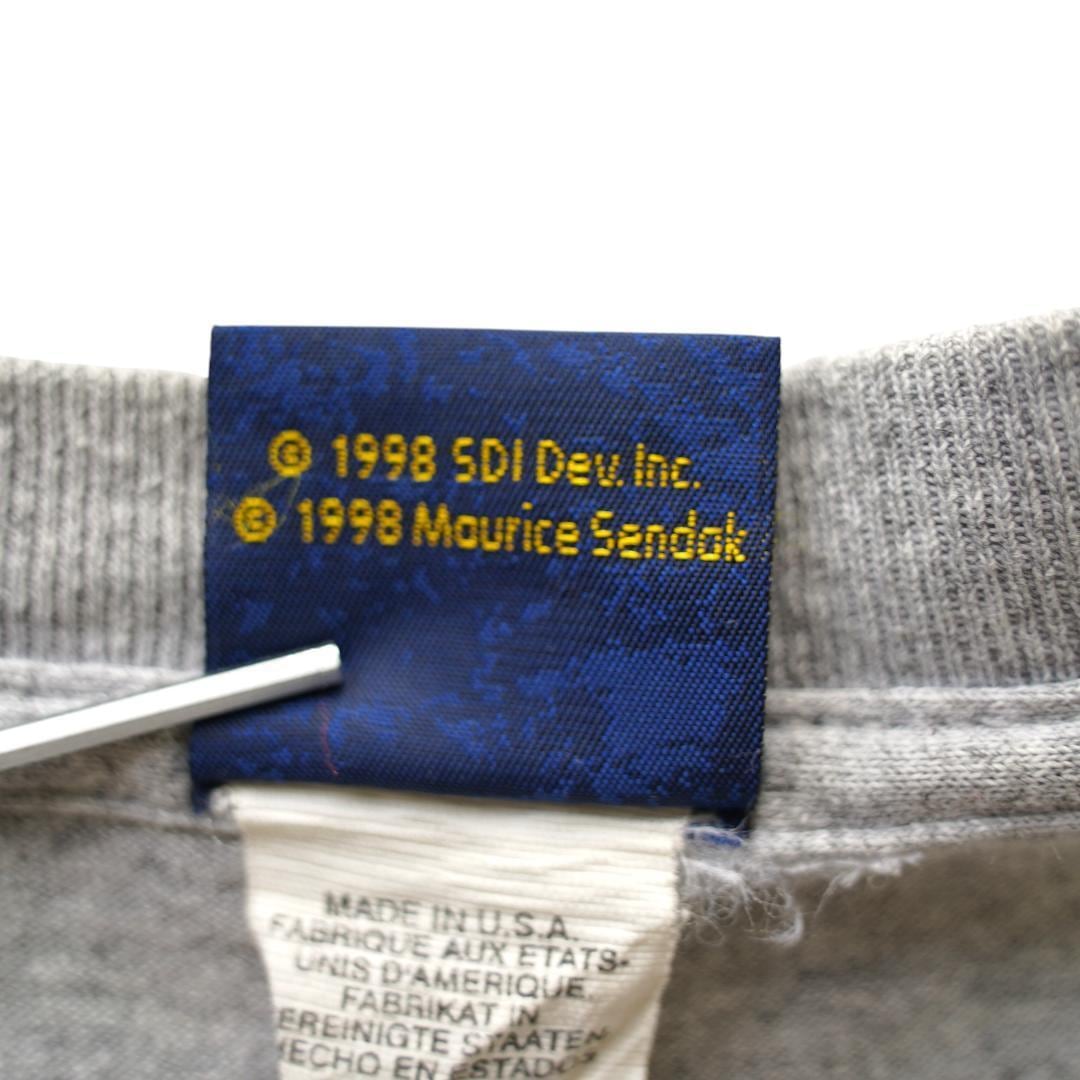 © 1998 SDI Dev. Inc.
© 1998 Maurice Sendak
MADE IN U.S.A.
FABRIQUE AUX ETATS-
UNIS D'AMERIQUE.
FABRIKAT IN
EREINIGTE STAATEN
HECHO EN ESTADOS